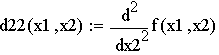 d22(x1,x2) := d²/dx2² f(x1,x2)